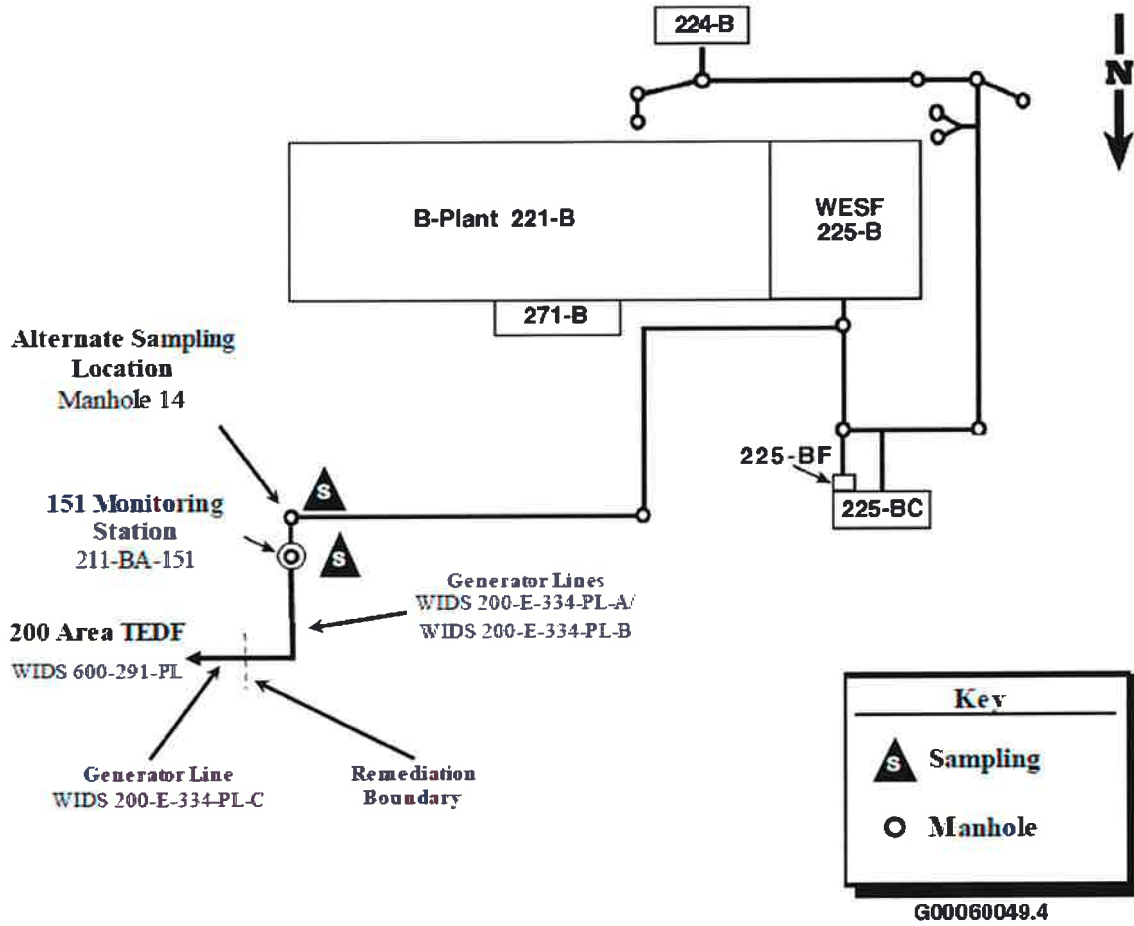 224-B
N
B-Plant 221-B
WESF
225-B
271-B
Alternate Sampling
Location
Manhole 14
S
151 Monitoring
Station
211-BA-151
S
225-BF
225-BC
Generator Lines
WIDS 200-E-334-PL-A/
WIDS 200-E-334-PL-B
200 Area TEDF
WIDS 600-291-PL
Generator Line
WIDS 200-E-334-PL-C
Remediation
Boundary
Key
S Sampling
Manhole
G00060049.4